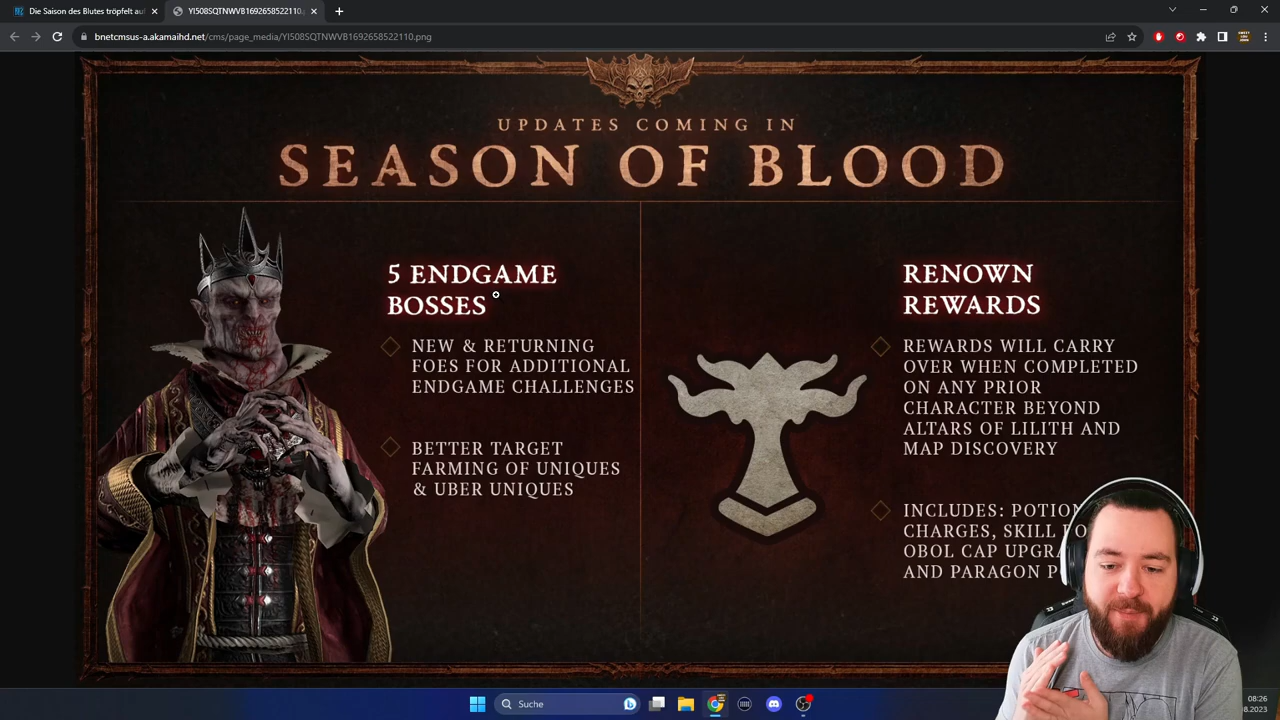 Die Saison des Blutes tröpfelt auf
YI508SQTNWVB1692658522110.
bnetcmsus-a.akamaihd.net/cms/page_media/YI508SQTNWVB1692658522110.png
UPDATES COMING IN
SEASON OF BLOOD
5 ENDGAME
BOSSES
NEW & RETURNING
FOES FOR ADDITIONAL
ENDGAME CHALLENGES
BETTER TARGET
FARMING OF UNIQUES
& UBER UNIQUES
RENOWN
REWARDS
REWARDS WILL CARRY
OVER WHEN COMPLETED
ON ANY PRIOR
CHARACTER BEYOND
ALTARS OF LILITH AND
MAP DISCOVERY
INCLUDES: POTION
CHARGES, SKILL
OBOL CAP
AND PARAGON
Suche
08:26
8.2023